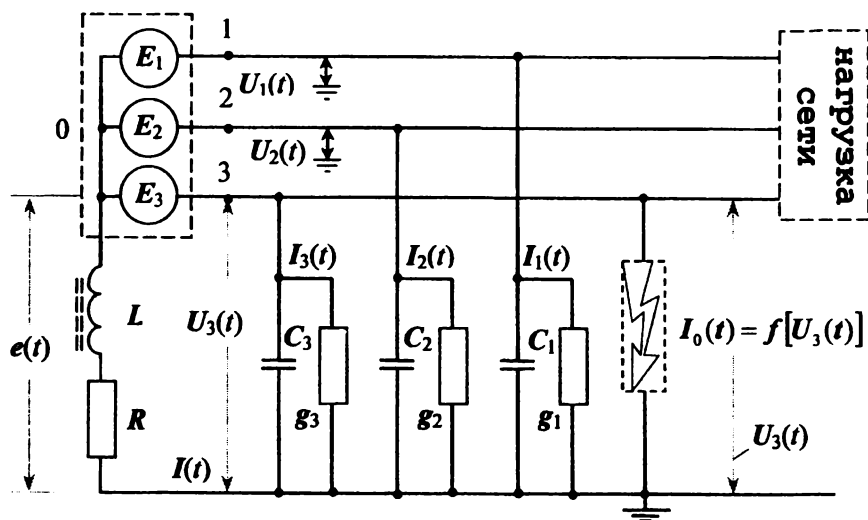 1
E₁
U₁(t)
2
0
E₂
U₂(t)
3
E₃
нагрузка
сети
I₃(t)
I₂(t)
I₁(t)
L
U₃(t)
C₃
C₂
C₁
I₀(t) = f[U₃(t)]
e(t)
R
g₃
g₂
g₁
U₃(t)
I(t)